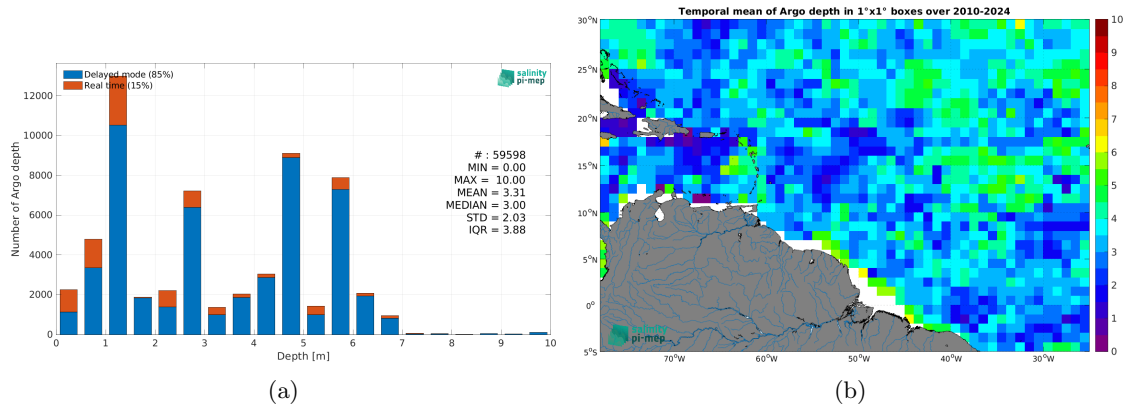 Delayed mode (85%)
Real time (15%)
salinity
pi-mep
Number of Argo depth
12000
10000
8000
6000
4000
2000
0
# : 59598
MIN = 0.00
MAX = 10.00
MEAN = 3.31
MEDIAN = 3.00
STD = 2.03
IQR = 3.88
0 1 2 3 4 5 6 7 8 9 10
Depth [m]
(a)
Temporal mean of Argo depth in 1°x1° boxes over 2010-2024
30°N
25°N
20°N
15°N
10°N
5°N
0°
5°S
70°W 60°W 50°W 40°W 30°W
salinity
pi-mep
10
9
8
7
6
5
4
3
2
1
0
(b)